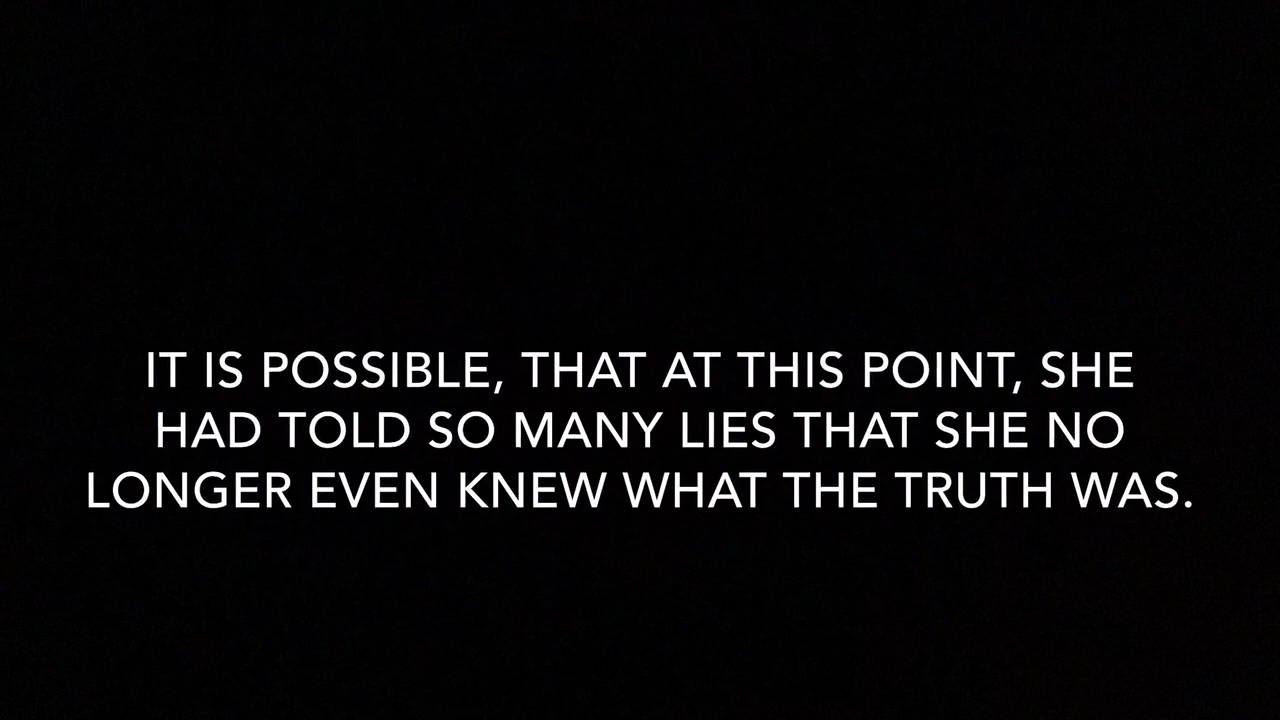 IT IS POSSIBLE, THAT AT THIS POINT, SHE
HAD TOLD SO MANY LIES THAT SHE NO
LONGER EVEN KNEW WHAT THE TRUTH WAS.